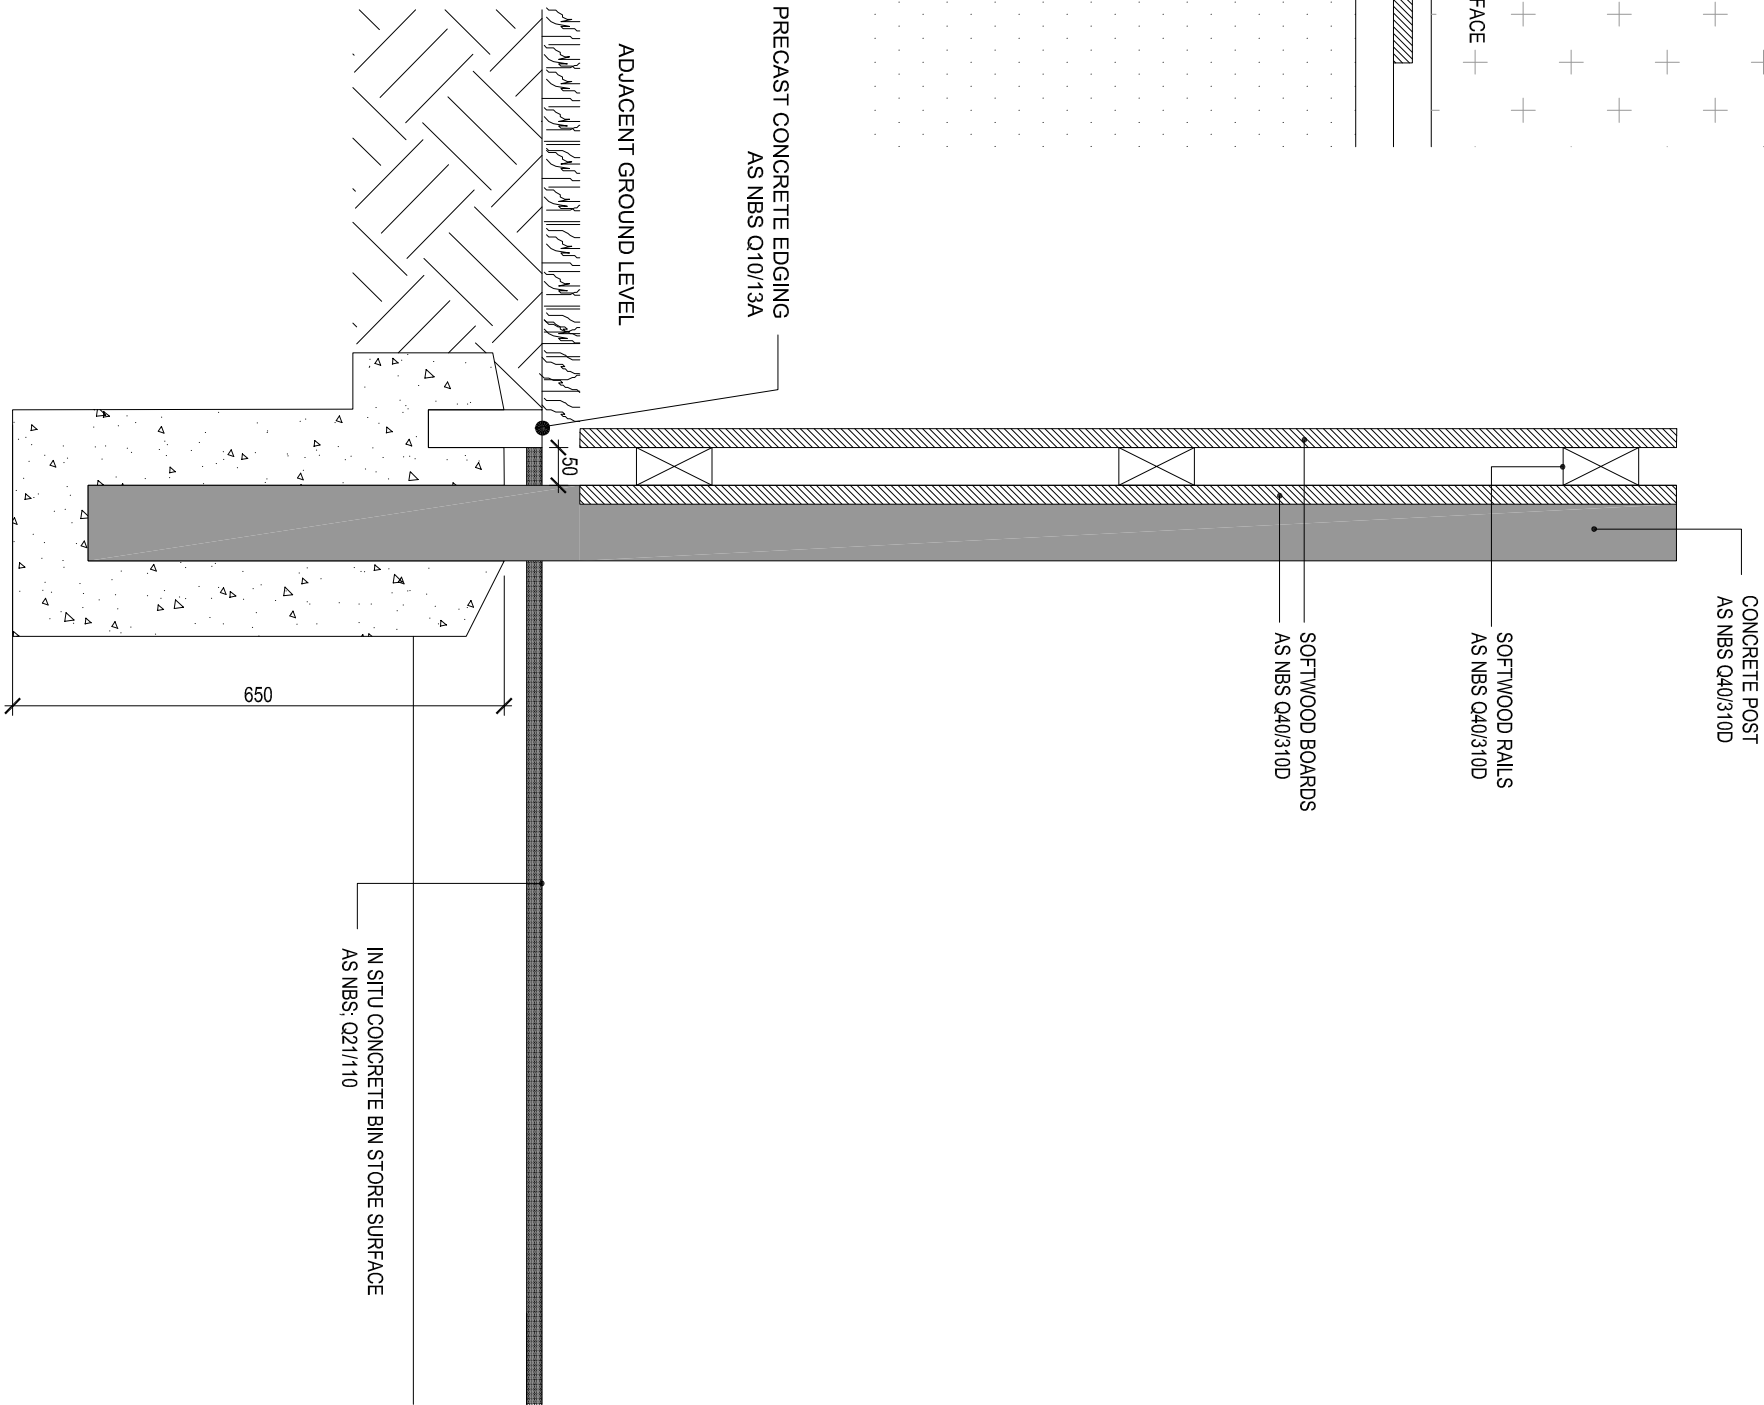 CONCRETE POST
AS NBS Q40/310D
SOFTWOOD RAILS
AS NBS Q40/310D
SOFTWOOD BOARDS
AS NBS Q40/310D
PRECAST CONCRETE EDGING
AS NBS Q10/13A
ADJACENT GROUND LEVEL
50
650
IN SITU CONCRETE BIN STORE SURFACE
AS NBS; Q21/110
FACE